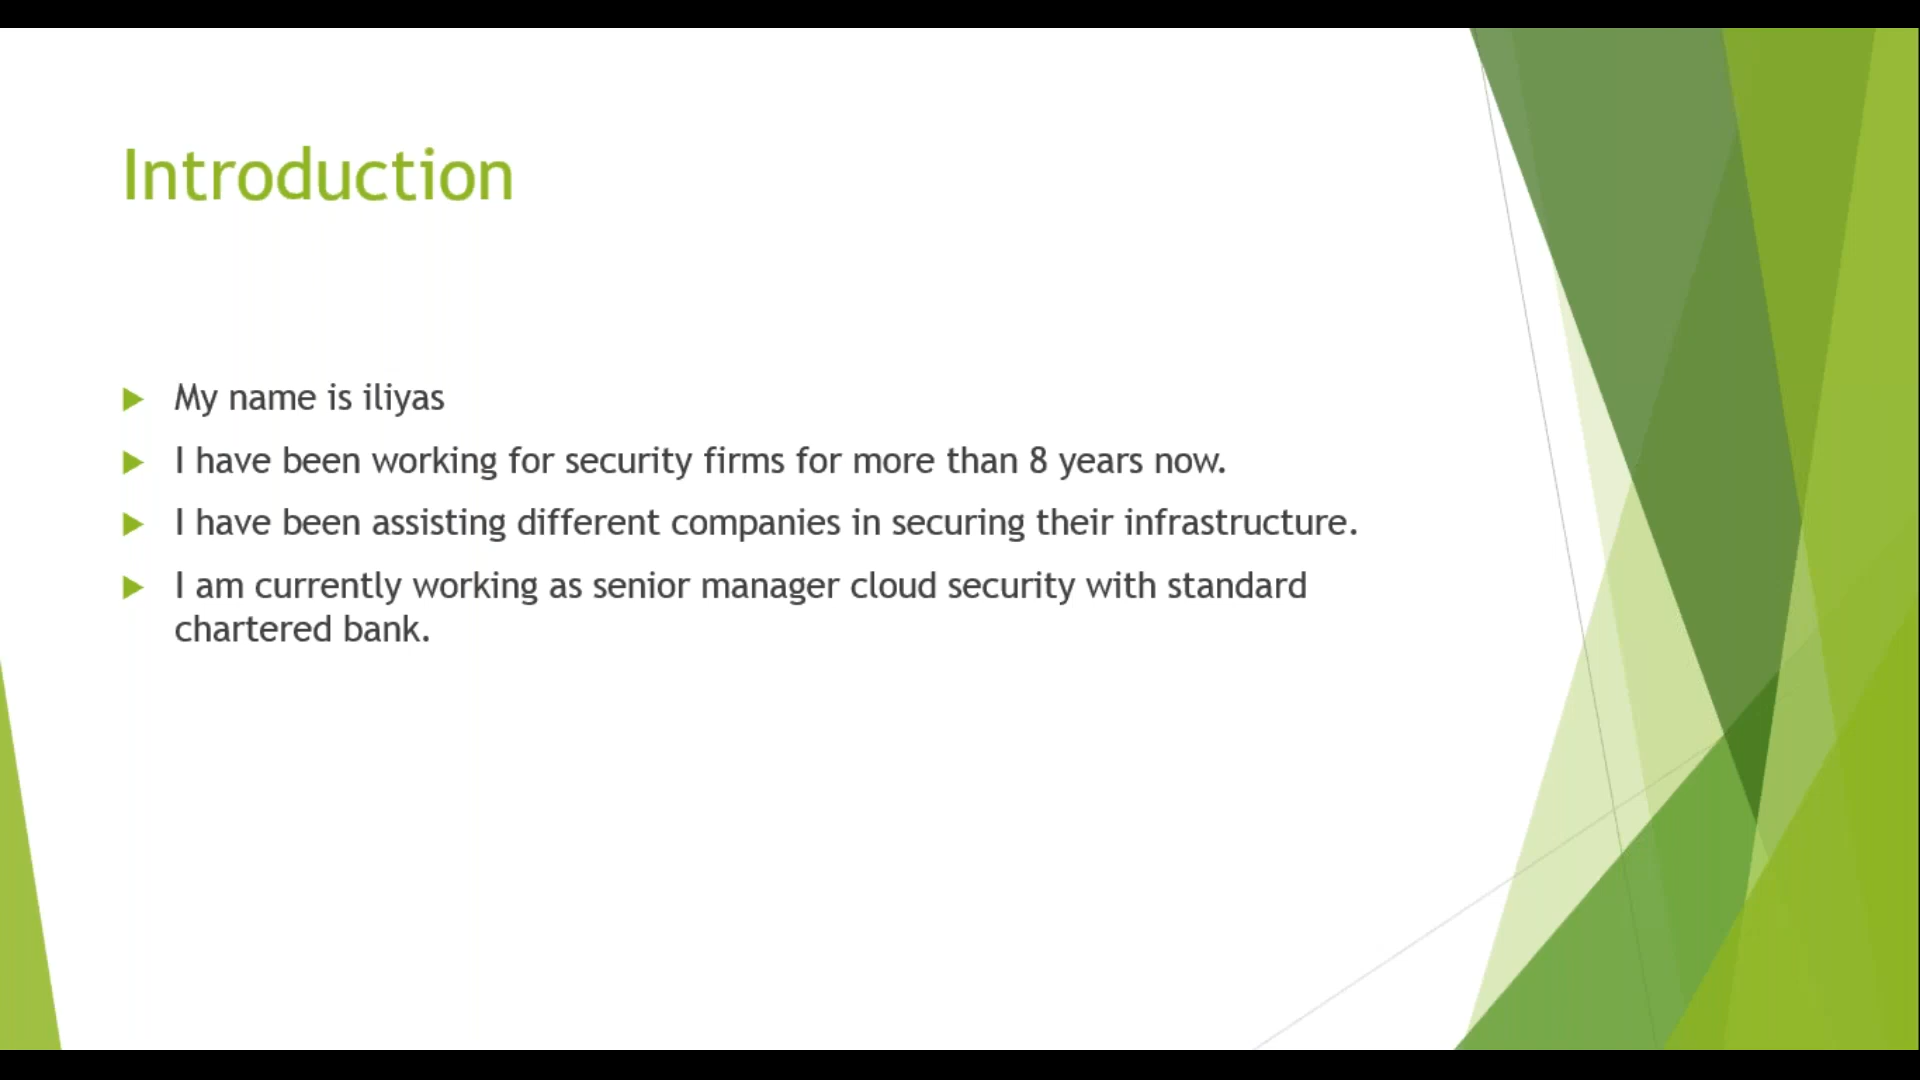 Introduction
My name is iliyas
I have been working for security firms for more than 8 years now.
I have been assisting different companies in securing their infrastructure.
I am currently working as senior manager cloud security with standard
chartered bank.